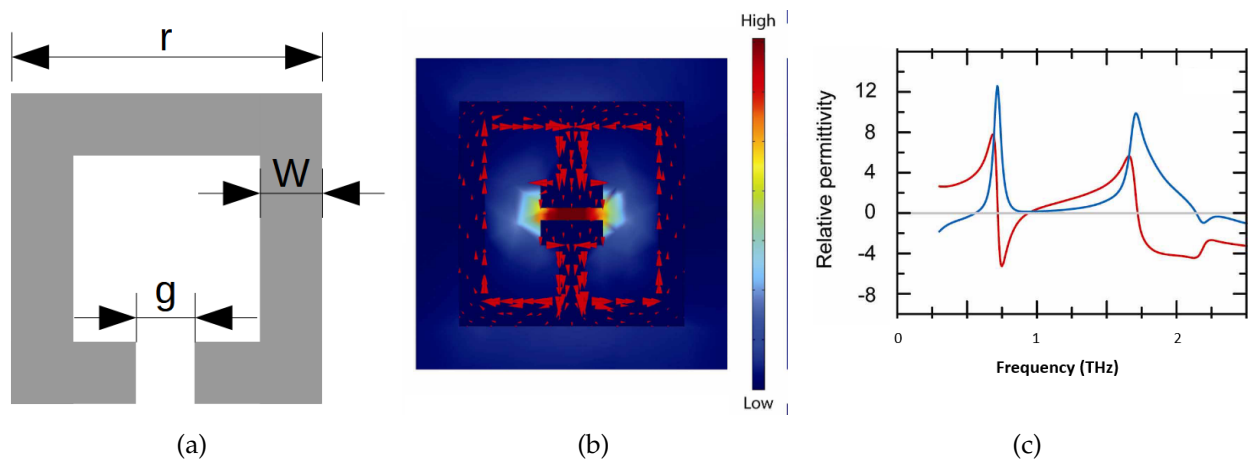 r
W
g
(a)
High
Low
(b)
Relative permittivity
12
8
4
0
-4
-8
0
1
2
Frequency (THz)
(c)